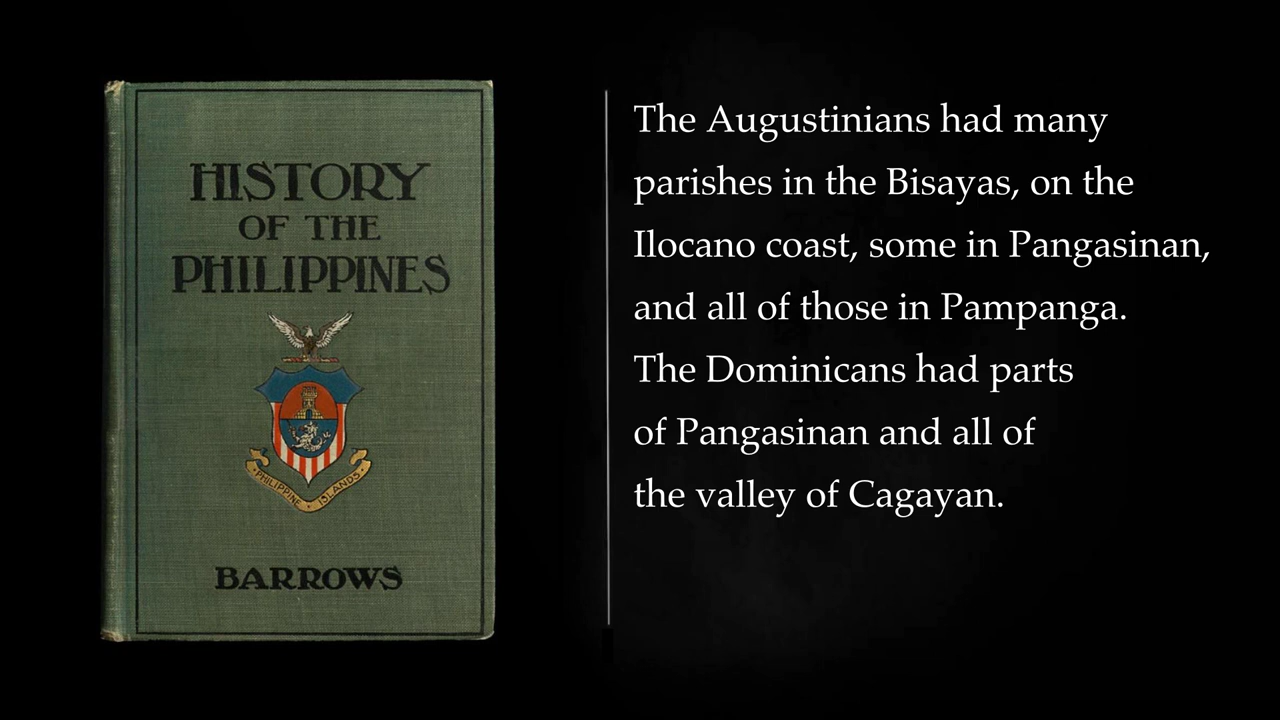 HISTORY
OF THE
PHILIPPINES
PHILIPPINE ISLANDS
BARROWS
The Augustinians had many
parishes in the Bisayas, on the
Ilocano coast, some in Pangasinan,
and all of those in Pampanga.
The Dominicans had parts
of Pangasinan and all of
the valley of Cagayan.